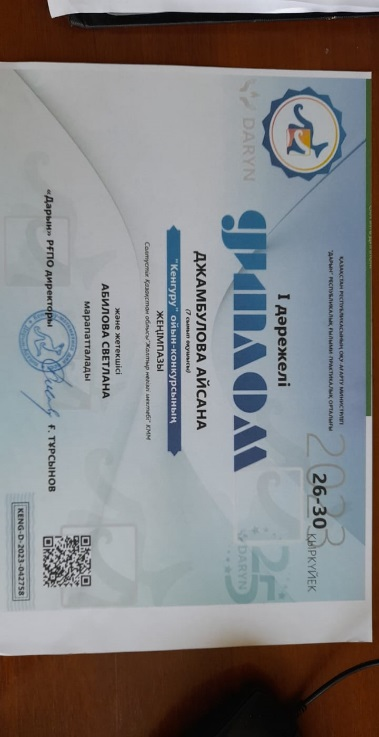 ҚАЗАҚСТАН РЕСПУБЛИКАСЫНЫҢ ОҚУ-АҒАРТУ МИНИСТРЛІГІ
"ДАРЫН" РЕСПУБЛИКАЛЫҚ ҒЫЛЫМИ-ПРАКТИКАЛЫҚ ОРТАЛЫҒЫ
2023
26-30
ҚЫРКҮЙЕК
DARYN
І дәрежелі
ДИПЛОМ
25
DARYN
ДЖАМБУЛОВА АЙСАНА
(7 сынып оқушысы)
"Кенгуру" ойын-конкурсының
ЖЕҢІМПАЗЫ
Солтүстік Қазақстан облысы "Жалтыр негізгі мектебі" КММ
және жетекшісі
АБИЛОВА СВЕТЛАНА
марапатталады
«Дарын» РҒПО директоры
Ғ. ТҰРСЫНОВ
KENG-D-2023-042758